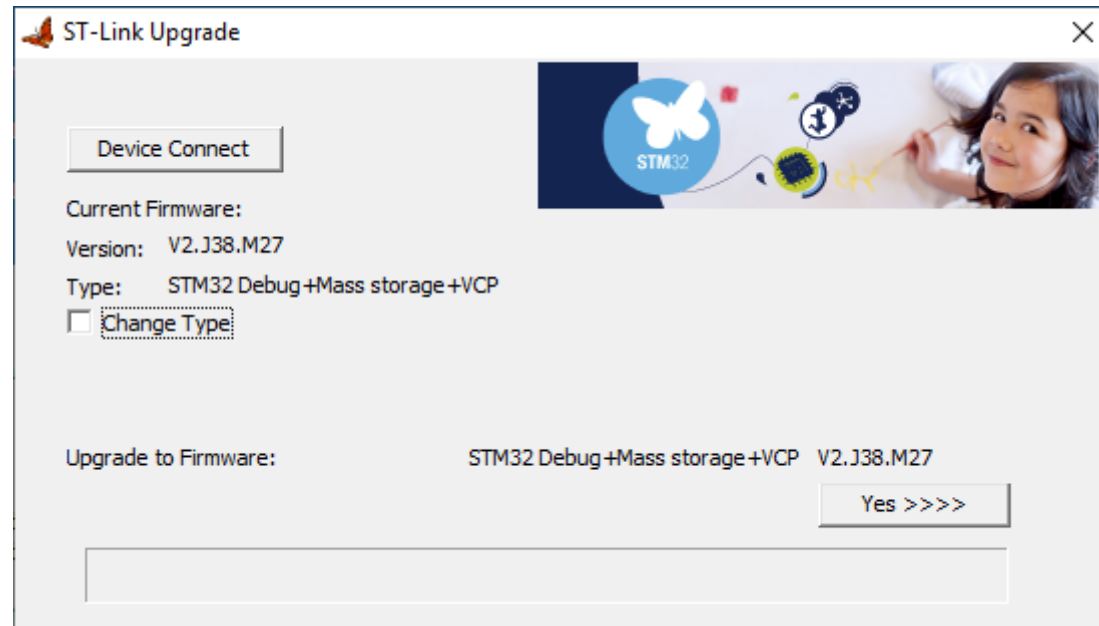 ST-Link Upgrade
STM32
Device Connect
Current Firmware:
Version: V2.J38.M27
Type: STM32 Debug+Mass storage+VCP
Change Type
Upgrade to Firmware: STM32 Debug+Mass storage+VCP V2.J38.M27
Yes >>>>